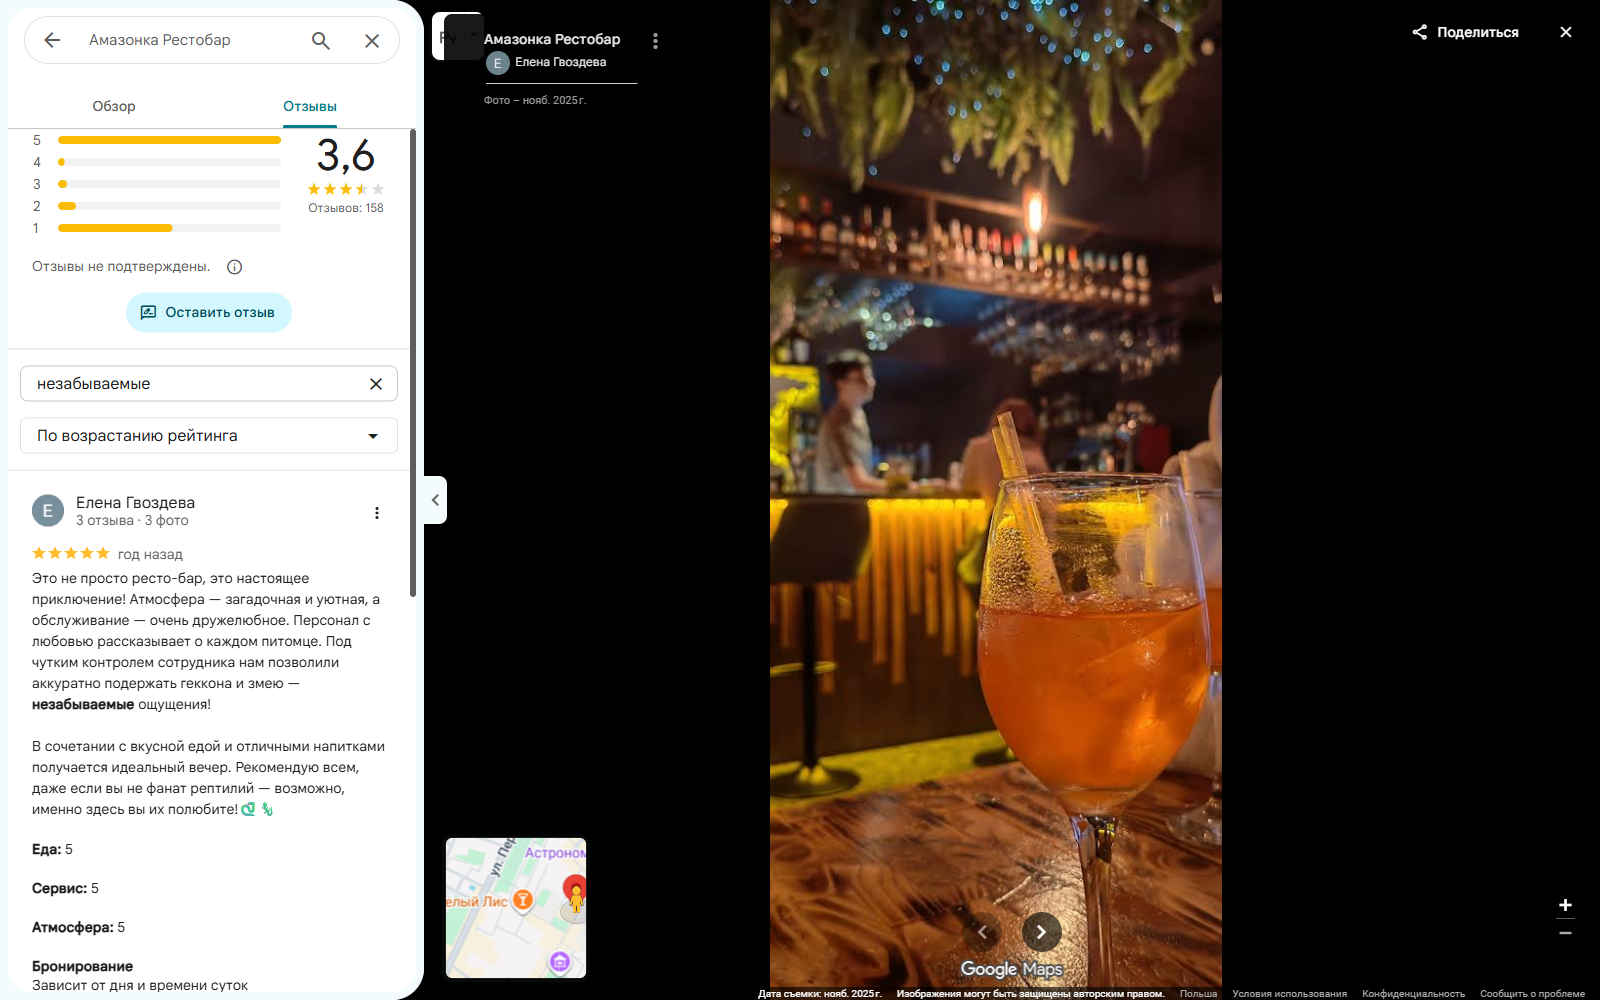 Амазонка Рестобар
Обзор
Отзывы
5
4
3
2
1
3,6
Отзывов: 158
Отзывы не подтверждены.
Оставить отзыв
незабываемые
По возрастанию рейтинга
Е
Елена Гвоздева
3 отзыва · 3 фото
год назад
Это не просто ресто-бар, это настоящее
приключение! Атмосфера — загадочная и уютная, а
обслуживание — очень дружелюбное. Персонал с
любовью рассказывает о каждом питомце. Под
чутким контролем сотрудника нам позволили
аккуратно подержать геккона и змею —
незабываемые ощущения!
В сочетании с вкусной едой и отличными напитками
получается идеальный вечер. Рекомендую всем,
даже если вы не фанат рептилий — возможно,
именно здесь вы их полюбите!
Еда: 5
Сервис: 5
Атмосфера: 5
Бронирование
Зависит от дня и времени суток
Амазонка Рестобар
Е
Елена Гвоздева
Фото – нояб. 2025 г.
Поделиться
Астроном
ул. Пер
елый Лис
Google Maps
Дата съемки: нояб. 2025 г.
Изображения могут быть защищены авторским правом.
Польша
Условия использования
Конфиденциальность
Сообщить о проблеме